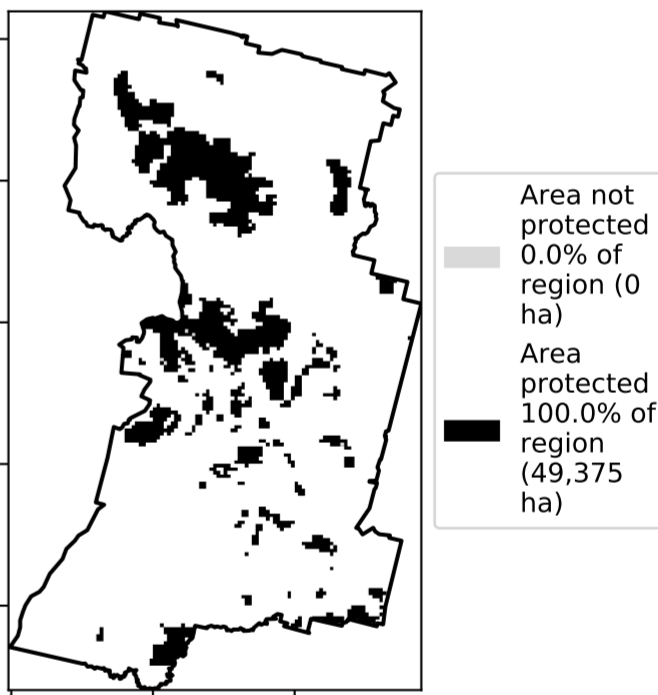 Area not
protected
0.0% of
region (0
ha)
Area
protected
100.0% of
region
(49,375
ha)